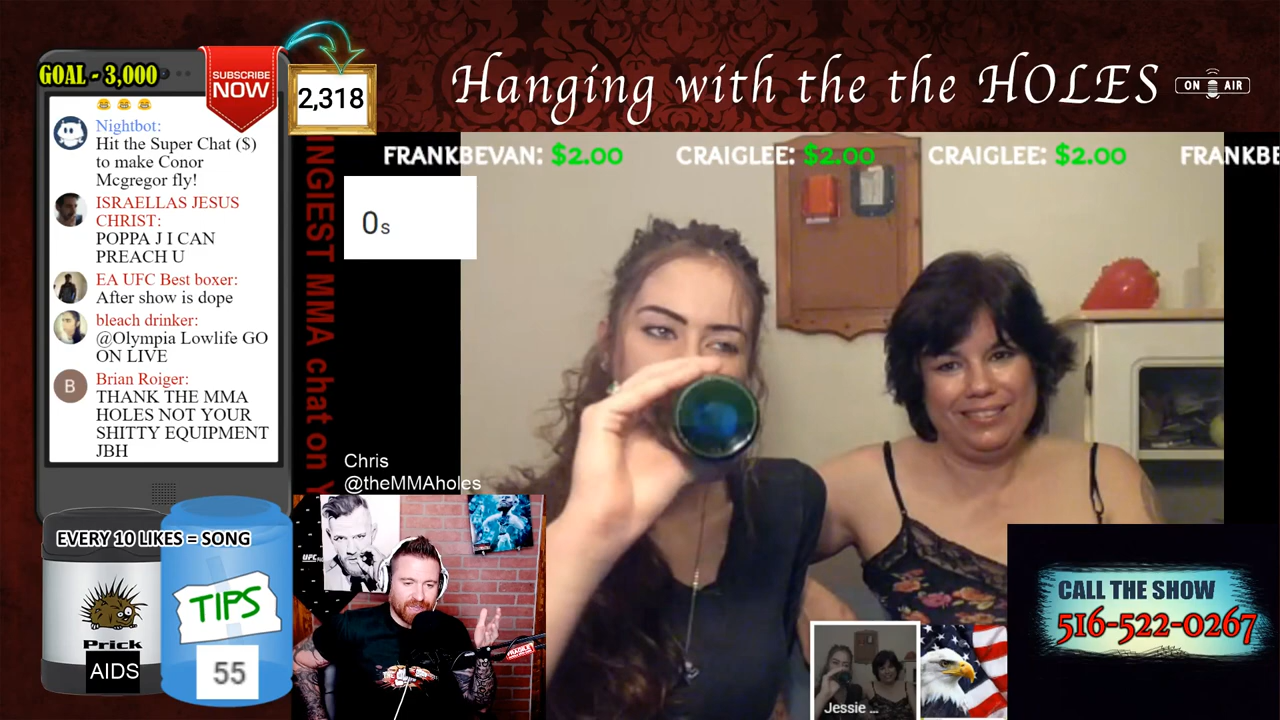 GOAL - 3,000
SUBSCRIBE
NOW
2,318
Hanging with the the HOLES
ON AIR
Nightbot:
Hit the Super Chat ($)
to make Conor
Mcgregor fly!
ISRAELLAS JESUS
CHRIST:
POPPA J I CAN
PREACH U
EA UFC Best boxer:
After show is dope
bleach drinker:
@Olympia Lowlife GO
ON LIVE
B
Brian Roiger:
THANK THE MMA
HOLES NOT YOUR
SHITTY EQUIPMENT
JBH
INGIEST MMA chat on Y
FRANKBEVAN: $2.00 CRAIGLEE: $2.00 CRAIGLEE: $2.00 FRANKBE
0s
Chris
@theMMAholes
UFC
FRAGILE
EVERY 10 LIKES = SONG
Prick
AIDS
TIPS
55
Jessie ...
CALL THE SHOW
516-522-0267